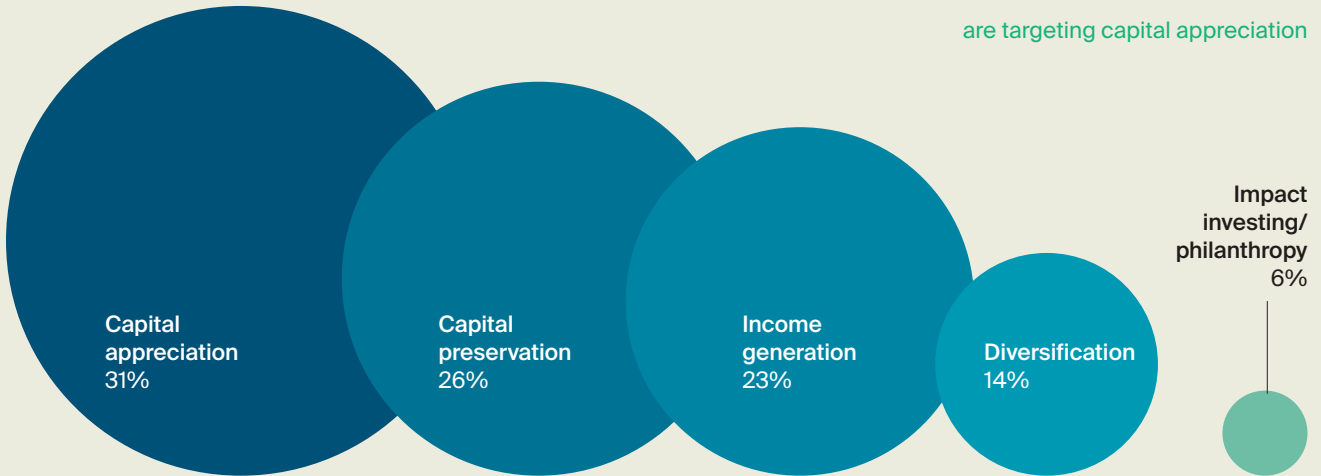 are targeting capital appreciation
Capital
appreciation
31%
Capital
preservation
26%
Income
generation
23%
Diversification
14%
Impact
investing/
philanthropy
6%